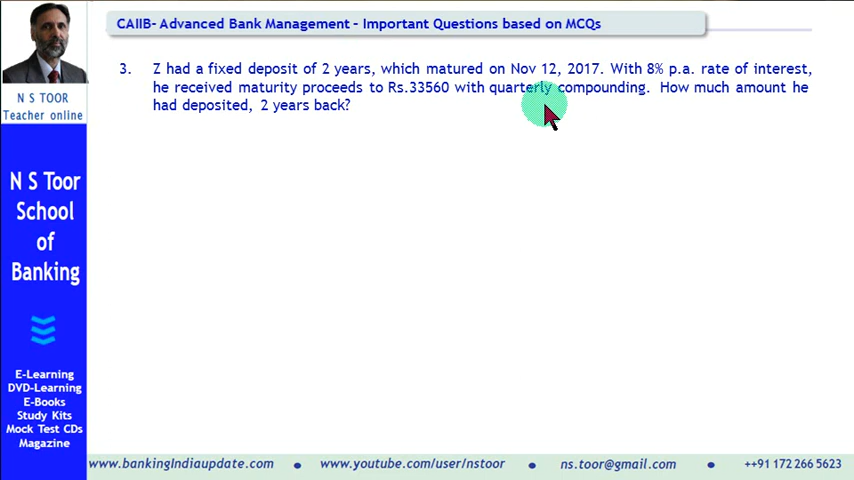 CAIIB- Advanced Bank Management – Important Questions based on MCQs
N S TOOR
Teacher online
3. Z had a fixed deposit of 2 years, which matured on Nov 12, 2017. With 8% p.a. rate of interest,
he received maturity proceeds to Rs.33560 with quarterly compounding. How much amount he
had deposited, 2 years back?
N S Toor
School
of
Banking
E-Learning
DVD-Learning
E-Books
Study Kits
Mock Test CDs
Magazine
www.bankingIndiaupdate.com ● www.youtube.com/user/nstoor ● ns.toor@gmail.com ● ++91 172 266 5623